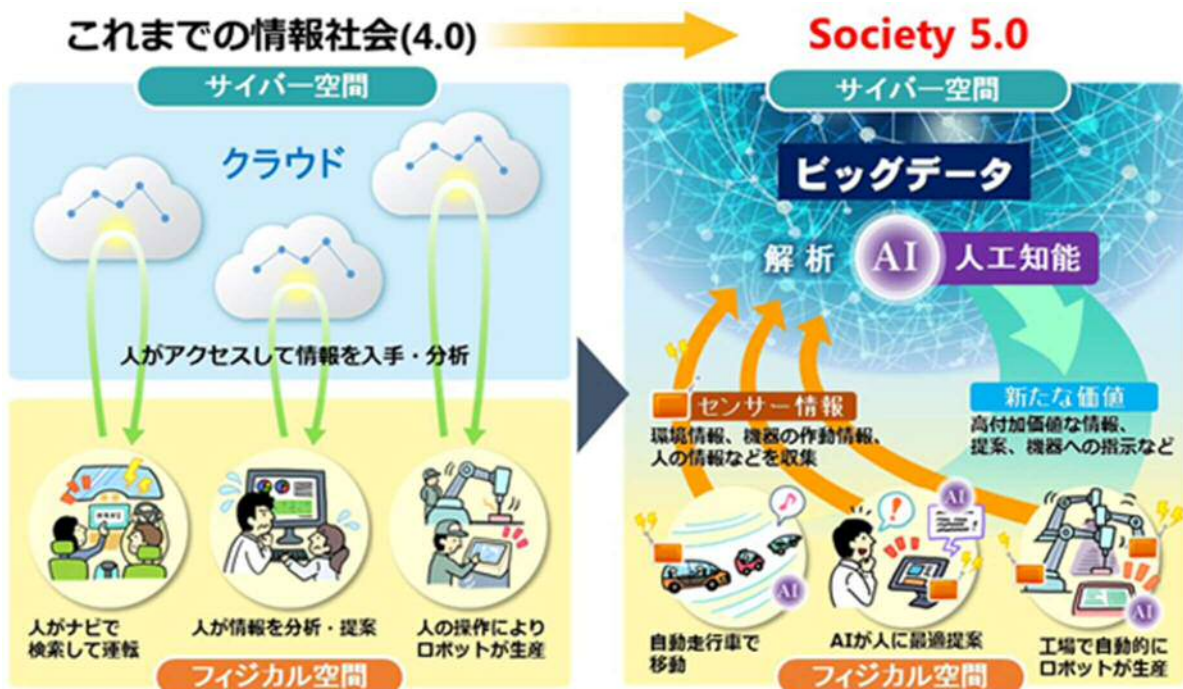 これまでの情報社会(4.0)
Society 5.0
サイバー空間
クラウド
人がアクセスして情報を入手・分析
人がナビで
検索して運転
人が情報を分析・提案
人の操作により
ロボットが生産
フィジカル空間
サイバー空間
ビッグデータ
解析 AI 人工知能
センサー情報
環境情報、機器の作動情報、
人の情報などを収集
新たな価値
高付加価値な情報、
提案、機器への指示など
AI
AI
AI
自動走行車で
移動
AIが人に最適提案
工場で自動的に
ロボットが生産
フィジカル空間